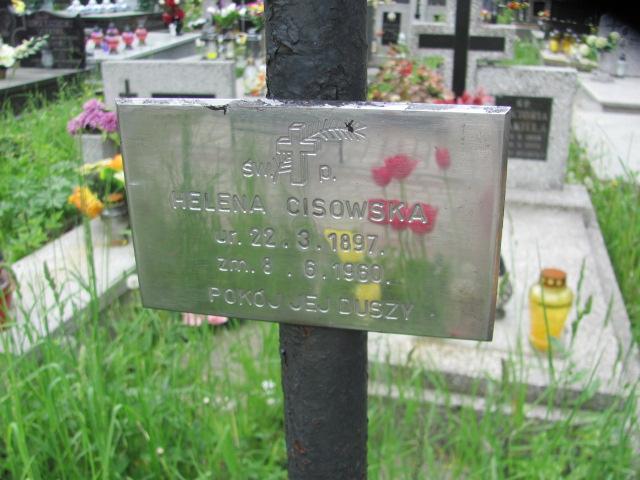 św. p.
HELENA CISOWSKA
ur. 22.3.1897.
zm. 8.6.1960.
POKÓJ JEJ DUSZY